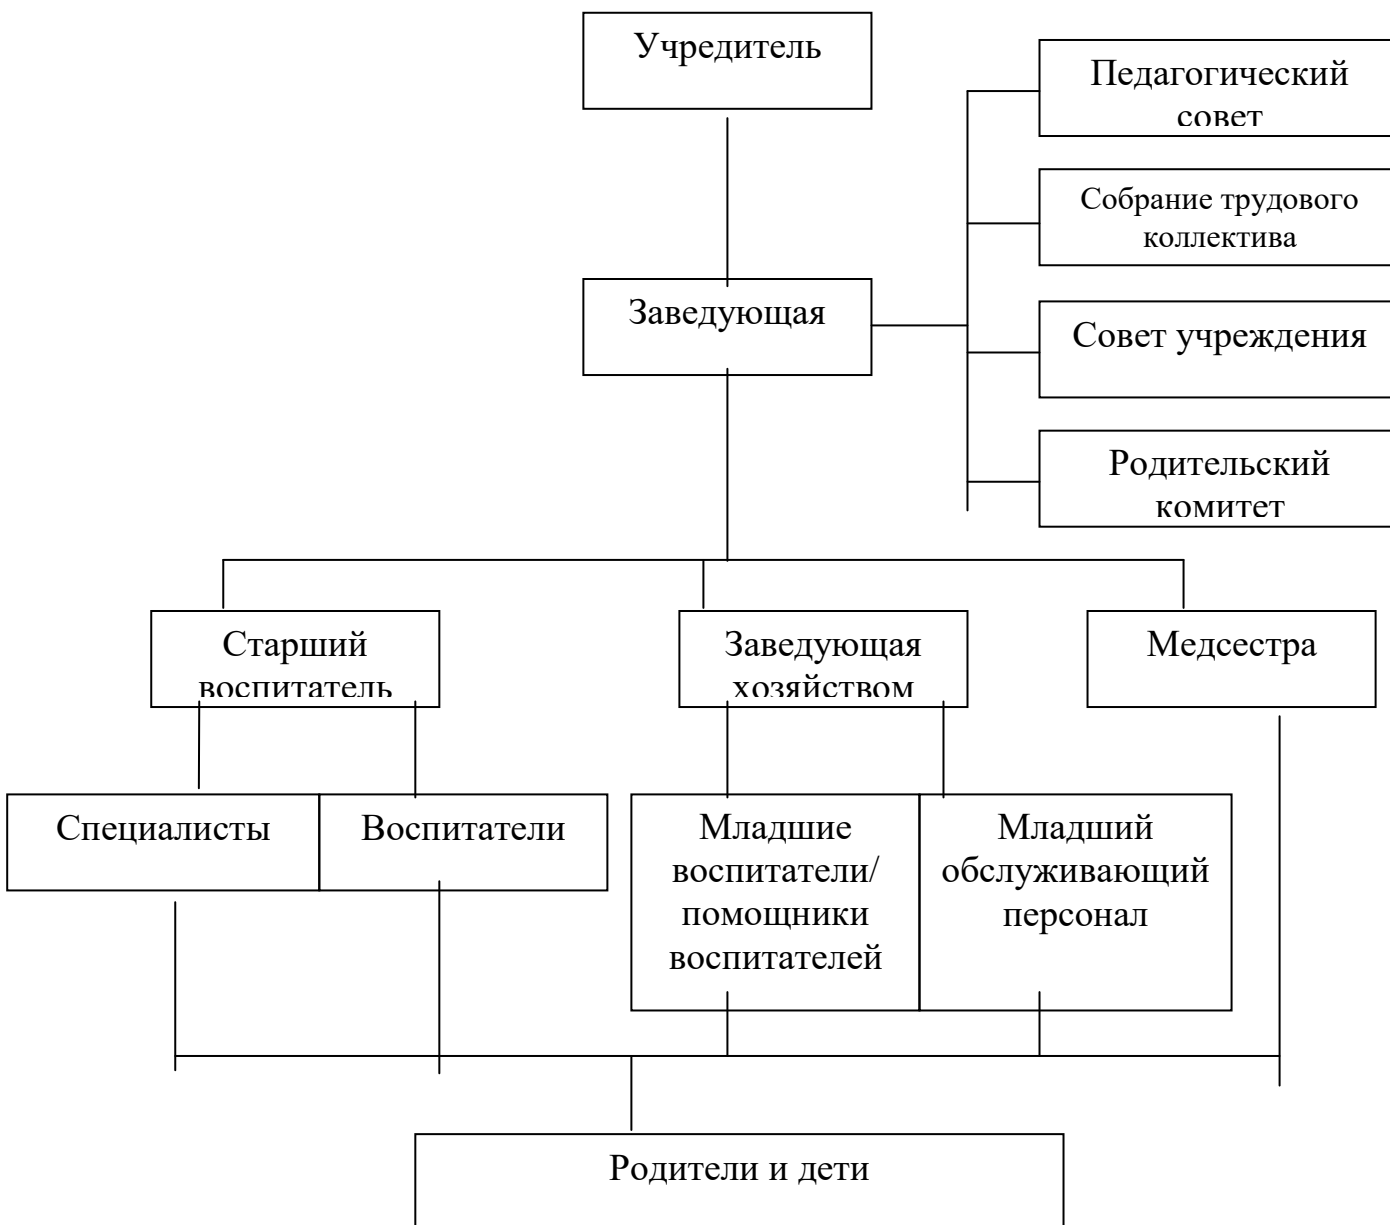 Учредитель
Педагогический
совет
Собрание трудового
коллектива
Заведующая
Совет учреждения
Родительский
комитет
Старший
воспитатель
Заведующая
хозяйством
Медсестра
Специалисты
Воспитатели
Младшие
воспитатели/
помощники
воспитателей
Младший
обслуживающий
персонал
Родители и дети